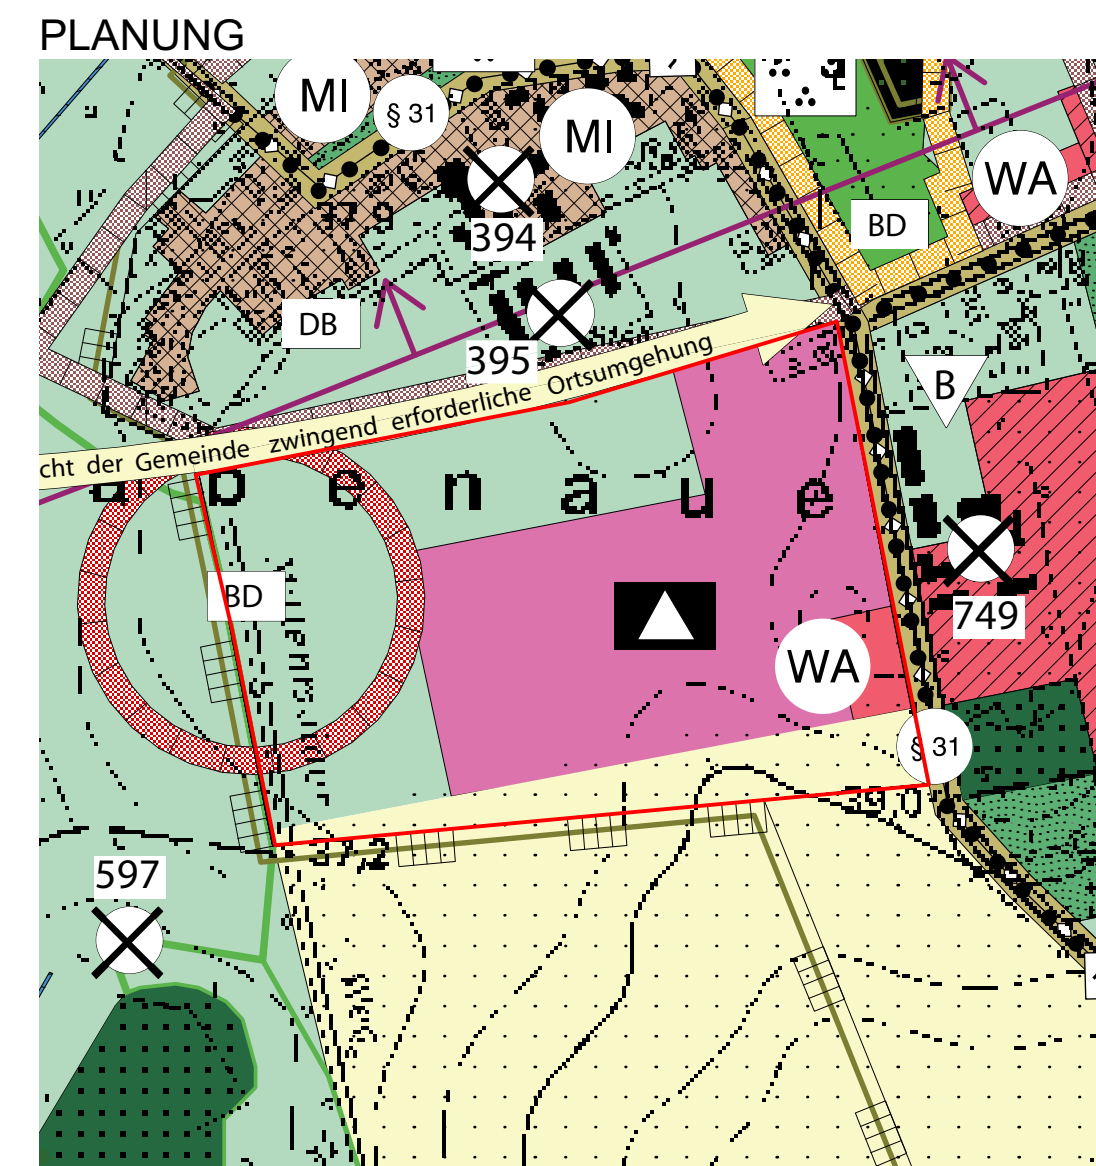 PLANUNG
MI
§ 31
MI
WA
BD
394
DB
395
cht der Gemeinde zwingend erforderliche Ortsumgehung
B
p e n a u e
BD
749
WA
§ 31
597